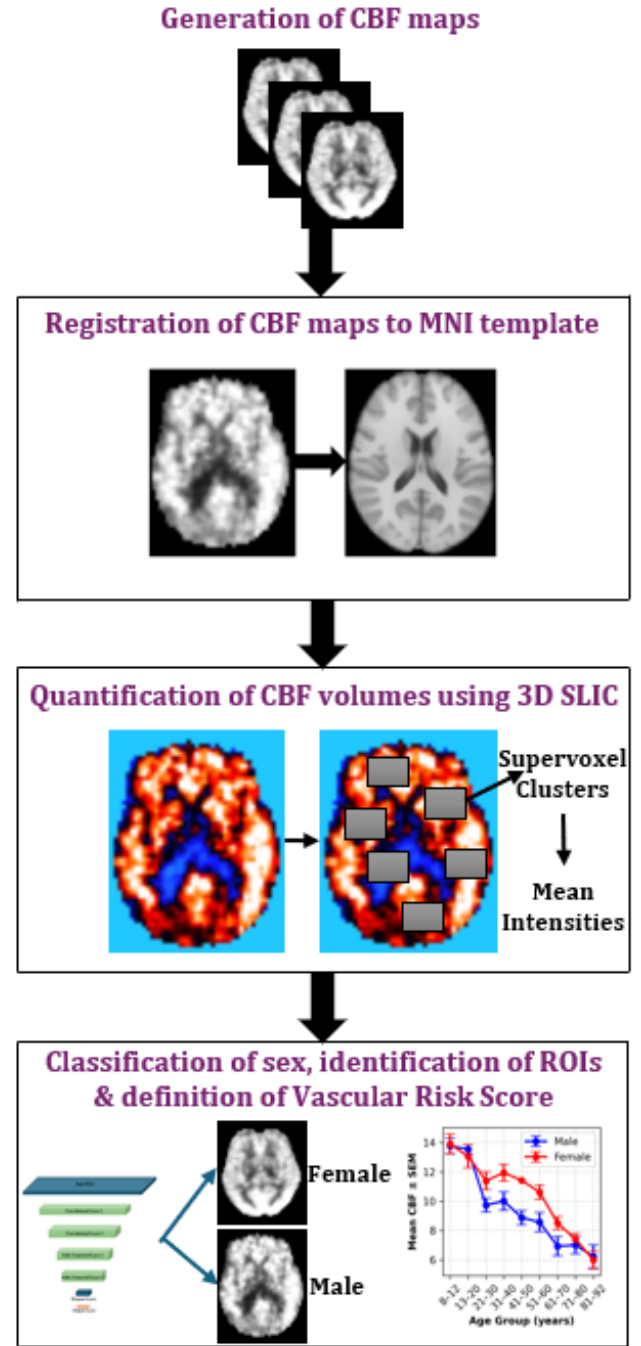 Generation of CBF maps
Registration of CBF maps to MNI template
Quantification of CBF volumes using 3D SLIC
Supervoxel
Clusters
Mean
Intensities
Classification of sex, identification of ROIs
& definition of Vascular Risk Score
Female
Male
Male
Female
Mean CBF ± SEM
14
12
10
8
6
8-12
13-20
21-30
31-40
41-50
51-60
61-70
71-80
81-92
Age Group (years)